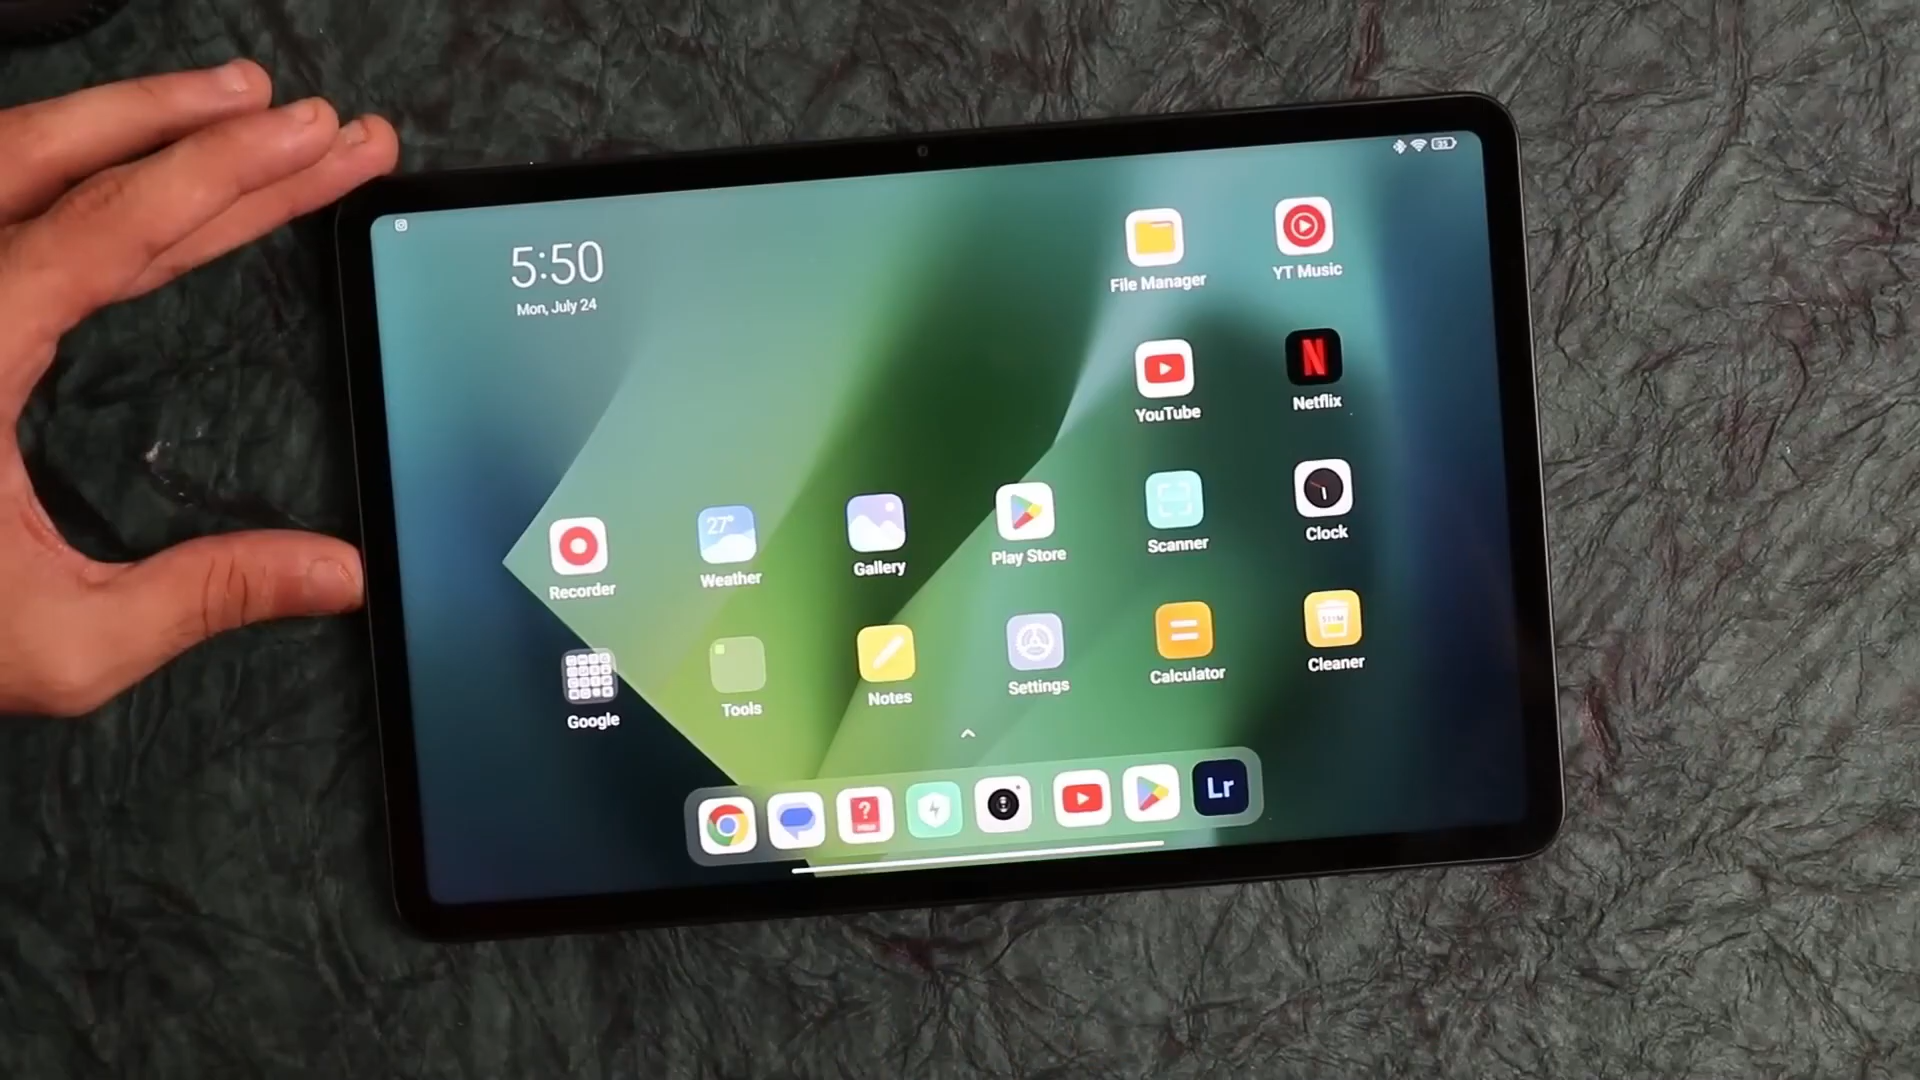 5:50
Mon, July 24
File Manager
YT Music
YouTube
N
Netflix
Recorder
27°
Weather
Gallery
Play Store
Scanner
Clock
Google
Tools
Notes
Settings
Calculator
Cleaner
?
Lr